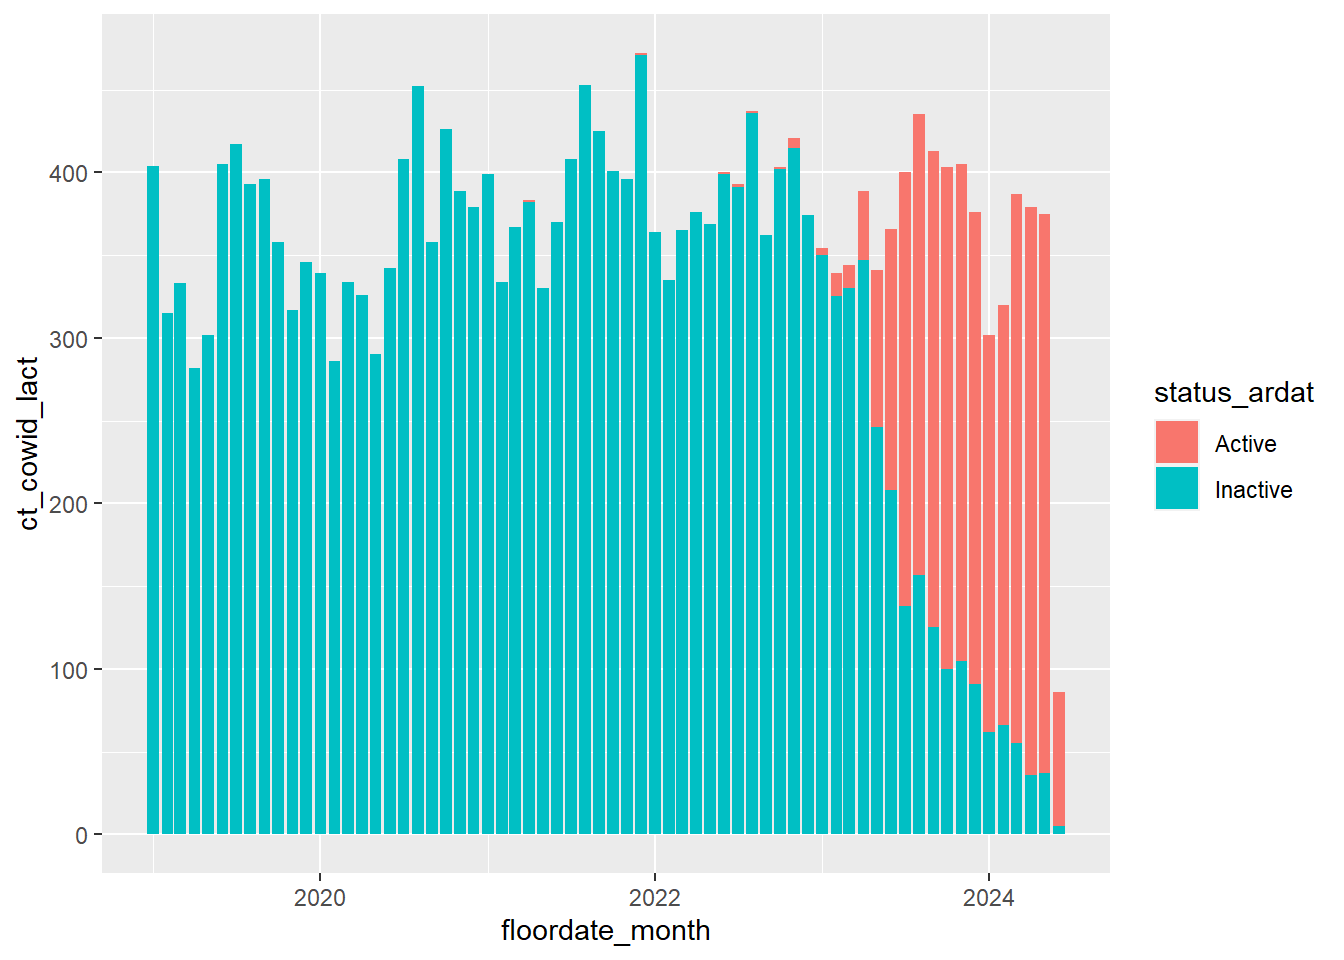 400
300
200
100
0
2020 2022 2024
floordate_month
ct_cowid_lact
status_ardat
Active
Inactive